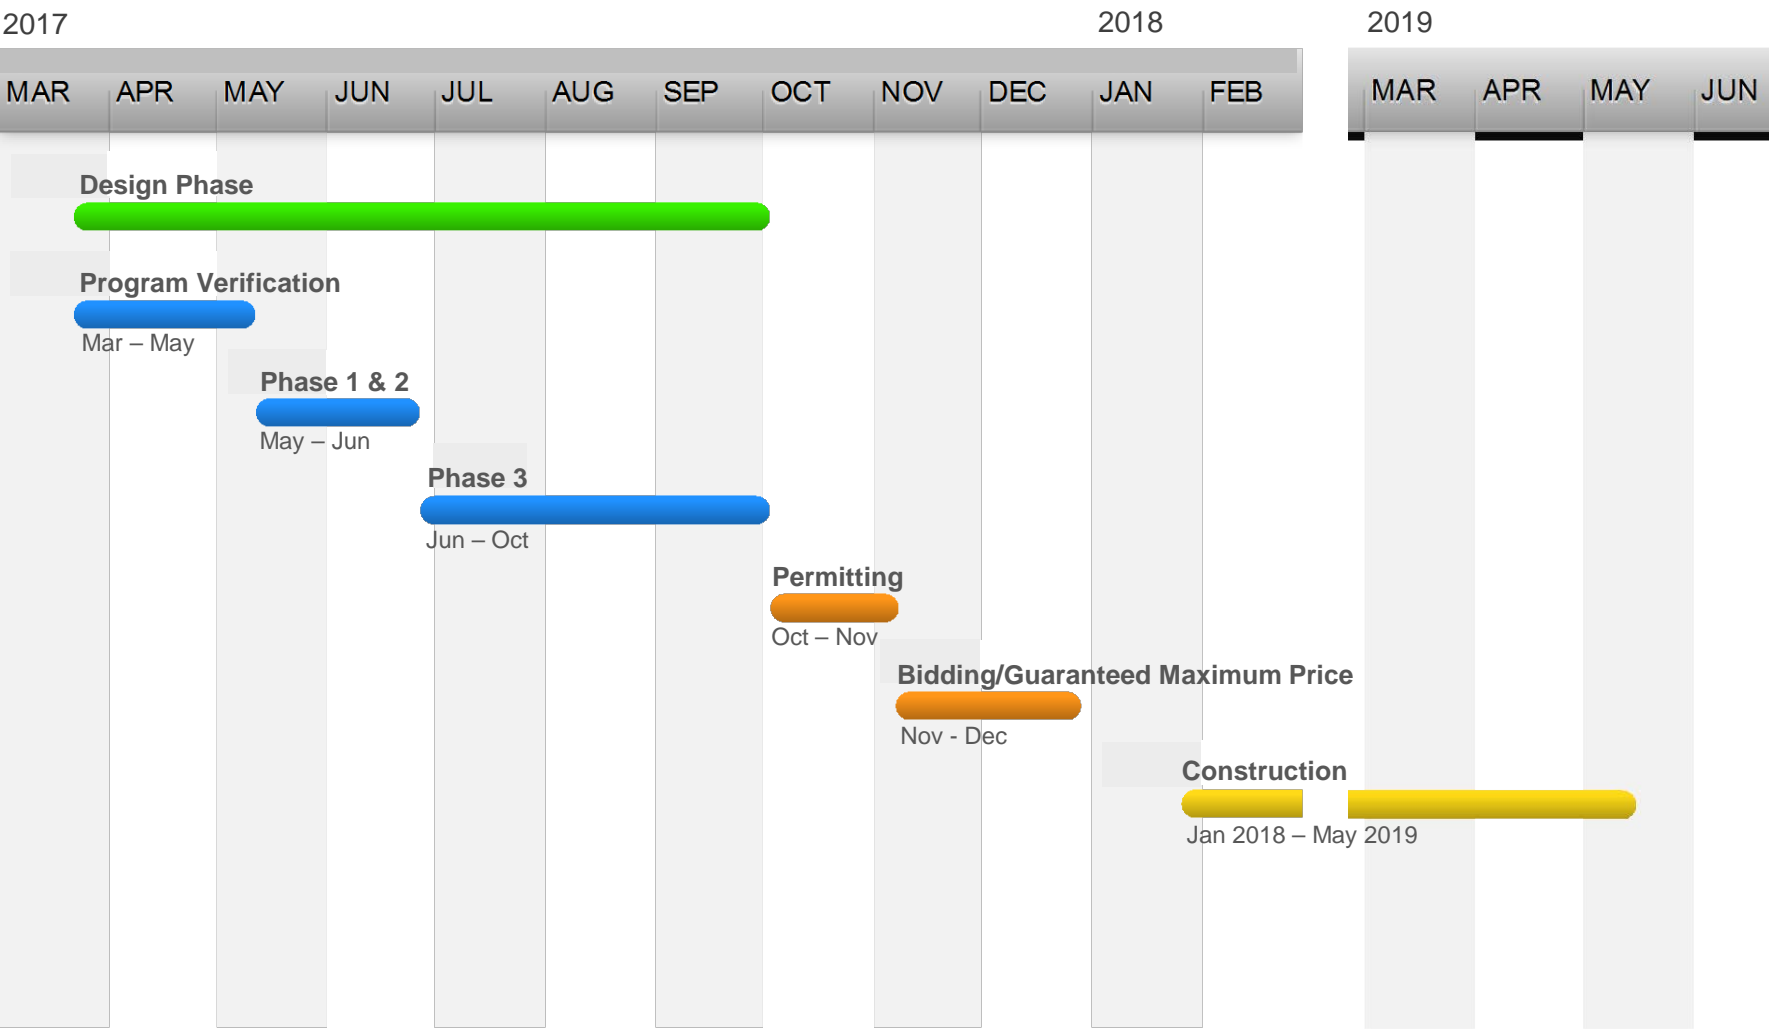 2017 2018 2019
MAR APR MAY JUN JUL AUG SEP OCT NOV DEC JAN FEB MAR APR MAY JUN
Design Phase
Program Verification
Mar – May
Phase 1 & 2
May – Jun
Phase 3
Jun – Oct
Permitting
Oct – Nov
Bidding/Guaranteed Maximum Price
Nov - Dec
Construction
Jan 2018 – May 2019